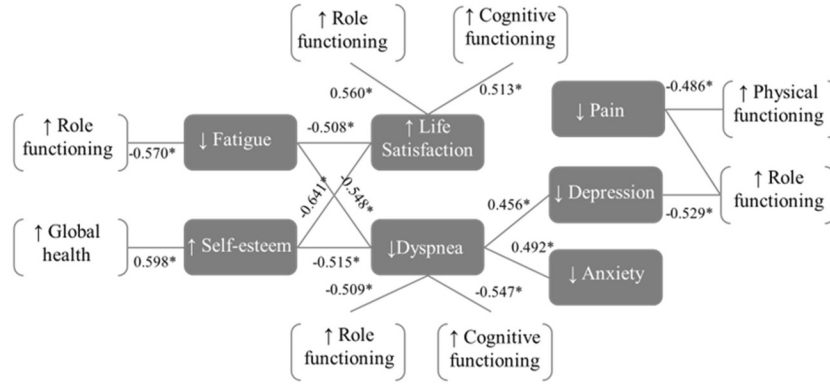 ↑ Role
functioning
↑ Cognitive
functioning
0.560*
0.513*
↑ Role
functioning
-0.570*
↓ Fatigue
-0.508*
↑ Life
Satisfaction
↓ Pain
-0.486*
↑ Physical
functioning
-0.641*
-0.548*
↓ Depression
-0.529*
↑ Role
functioning
0.456*
↑ Global
health
0.598*
↑ Self-esteem
-0.515*
↓Dyspnea
0.492*
↓ Anxiety
-0.509*
-0.547*
↑ Role
functioning
↑ Cognitive
functioning